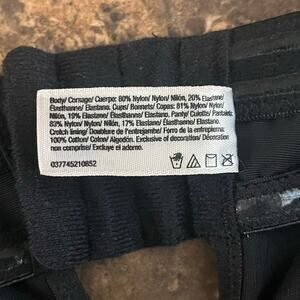 Body/ Corsage/ Cuerpo: 80% Nylon/ Nylon/ Nilón, 20% Elastane/
Élasthanne/ Elastano. Cups/ Bonnets/ Copas: 81% Nylon/ Nylon/
Nilón, 19% Elastane/ Élasthanne/ Elastano. Panty/ Culotte/ Pantaleta:
83% Nylon/ Nylon/ Nilón, 17% Elastane/ Élasthanne/ Elastano.
Crotch lining/ Doublure de l'entrejambe/ Forro de la entrepierna:
100% Cotton/ Coton/ Algodón. Exclusive of decoration/ Décoration
non comprise/ Excluye el adorno.
037745210852